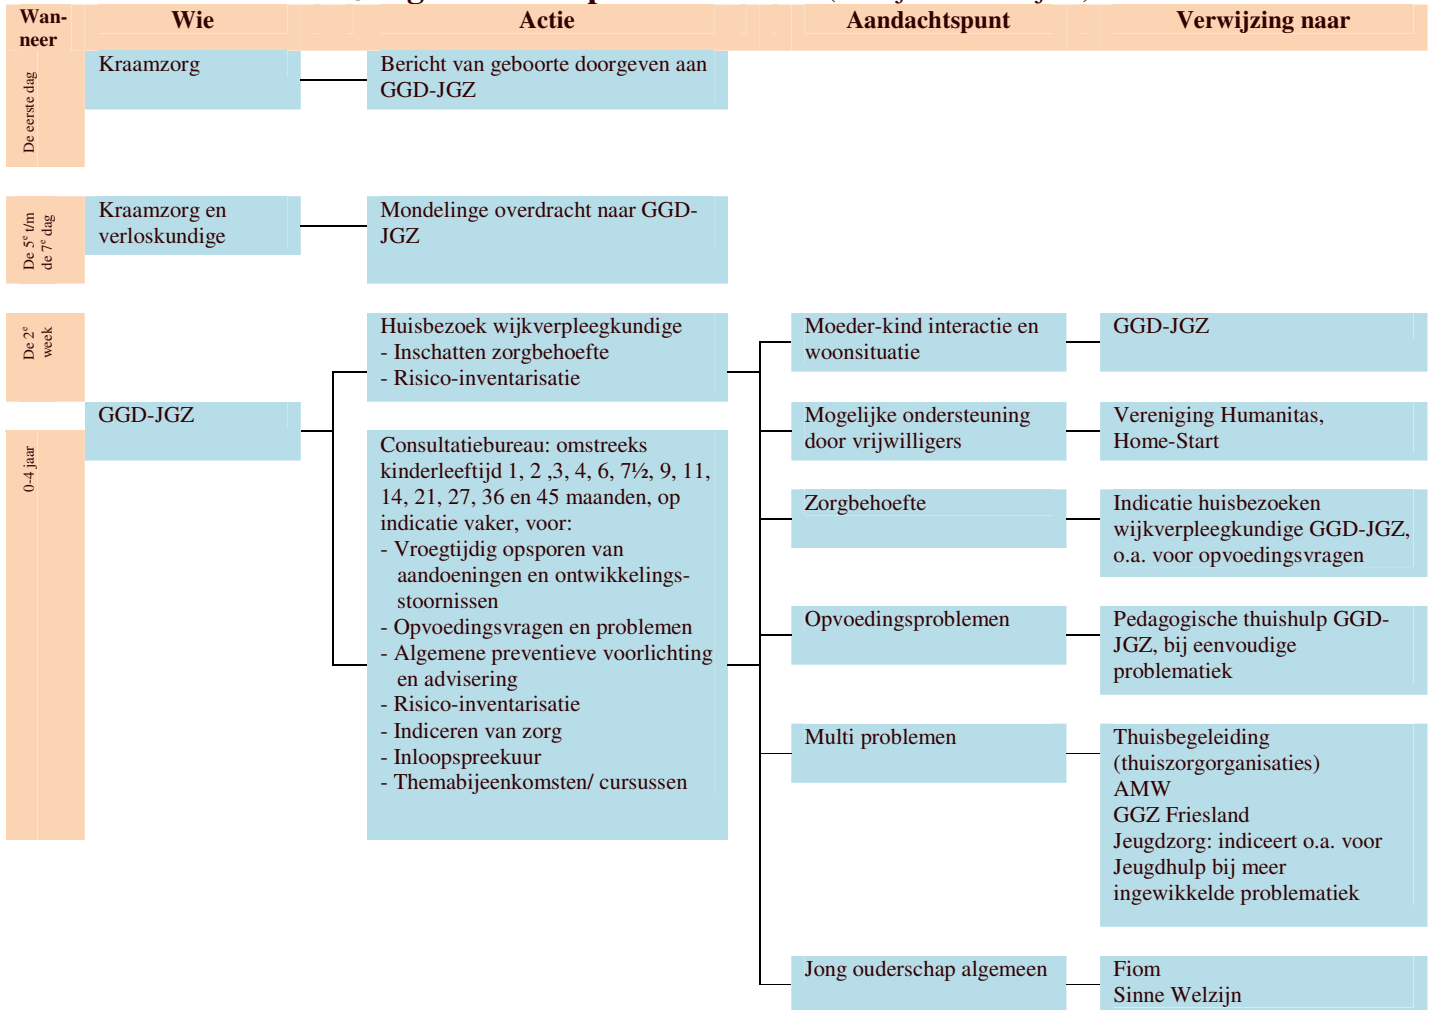 Wan-
neer
Wie
Actie
Aandachtspunt
Verwijzing naar
De eerste dag
Kraamzorg
Bericht van geboorte doorgeven aan
GGD-JGZ
De 5e t/m
de 7e dag
Kraamzorg en
verloskundige
Mondelinge overdracht naar GGD-
JGZ
De 2e
week
Huisbezoek wijkverpleegkundige
- Inschatten zorgbehoefte
- Risico-inventarisatie
Moeder-kind interactie en
woonsituatie
GGD-JGZ
GGD-JGZ
Mogelijke ondersteuning
door vrijwilligers
Vereniging Humanitas,
Home-Start
0-4 jaar
Consultatiebureau: omstreeks
kinderleeftijd 1, 2 ,3, 4, 6, 7½, 9, 11,
14, 21, 27, 36 en 45 maanden, op
indicatie vaker, voor:
- Vroegtijdig opsporen van
aandoeningen en ontwikkelings-
stoornissen
- Opvoedingsvragen en problemen
- Algemene preventieve voorlichting
en advisering
- Risico-inventarisatie
- Indiceren van zorg
- Inloopspreekuur
- Themabijeenkomsten/ cursussen
Zorgbehoefte
Indicatie huisbezoeken
wijkverpleegkundige GGD-JGZ,
o.a. voor opvoedingsvragen
Opvoedingsproblemen
Pedagogische thuishulp GGD-
JGZ, bij eenvoudige
problematiek
Multi problemen
Thuisbegeleiding
(thuiszorgorganisaties)
AMW
GGZ Friesland
Jeugdzorg: indiceert o.a. voor
Jeugdhulp bij meer
ingewikkelde problematiek
Jong ouderschap algemeen
Fiom
Sinne Welzijn